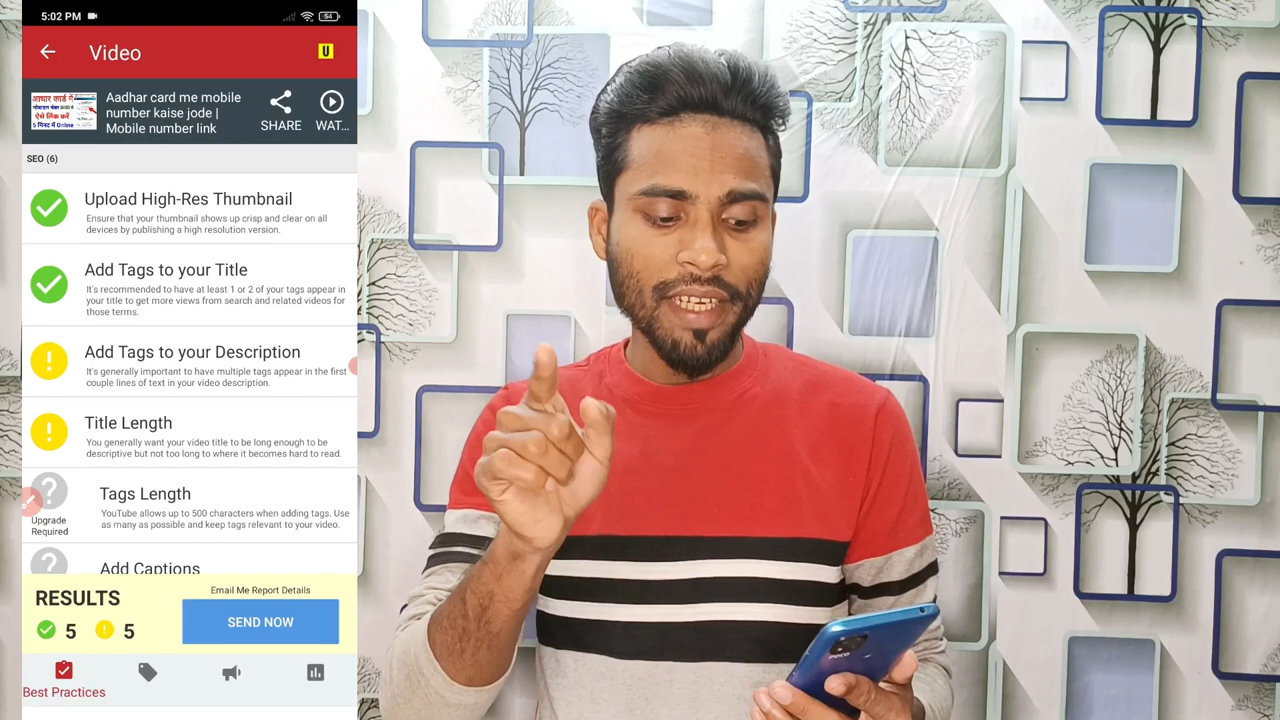 5:02 PM
54
Video
U
आधार कार्ड में
ऐसे लिंक करें
5 मिनट में Online
Aadhar card me mobile
number kaise jode |
Mobile number link
SHARE
WAT...
SEO (6)
Upload High-Res Thumbnail
Ensure that your thumbnail shows up crisp and clear on all
devices by publishing a high resolution version.
Add Tags to your Title
It's recommended to have at least 1 or 2 of your tags appear in
your title to get more views from search and related videos for
those terms.
Add Tags to your Description
It's generally important to have multiple tags appear in the first
couple lines of text in your video description.
Title Length
You generally want your video title to be long enough to be
descriptive but not too long to where it becomes hard to read.
Upgrade
Required
Tags Length
YouTube allows up to 500 characters when adding tags. Use
as many as possible and keep tags relevant to your video.
Add Captions
RESULTS
5
5
Email Me Report Details
SEND NOW
Best Practices
POCO